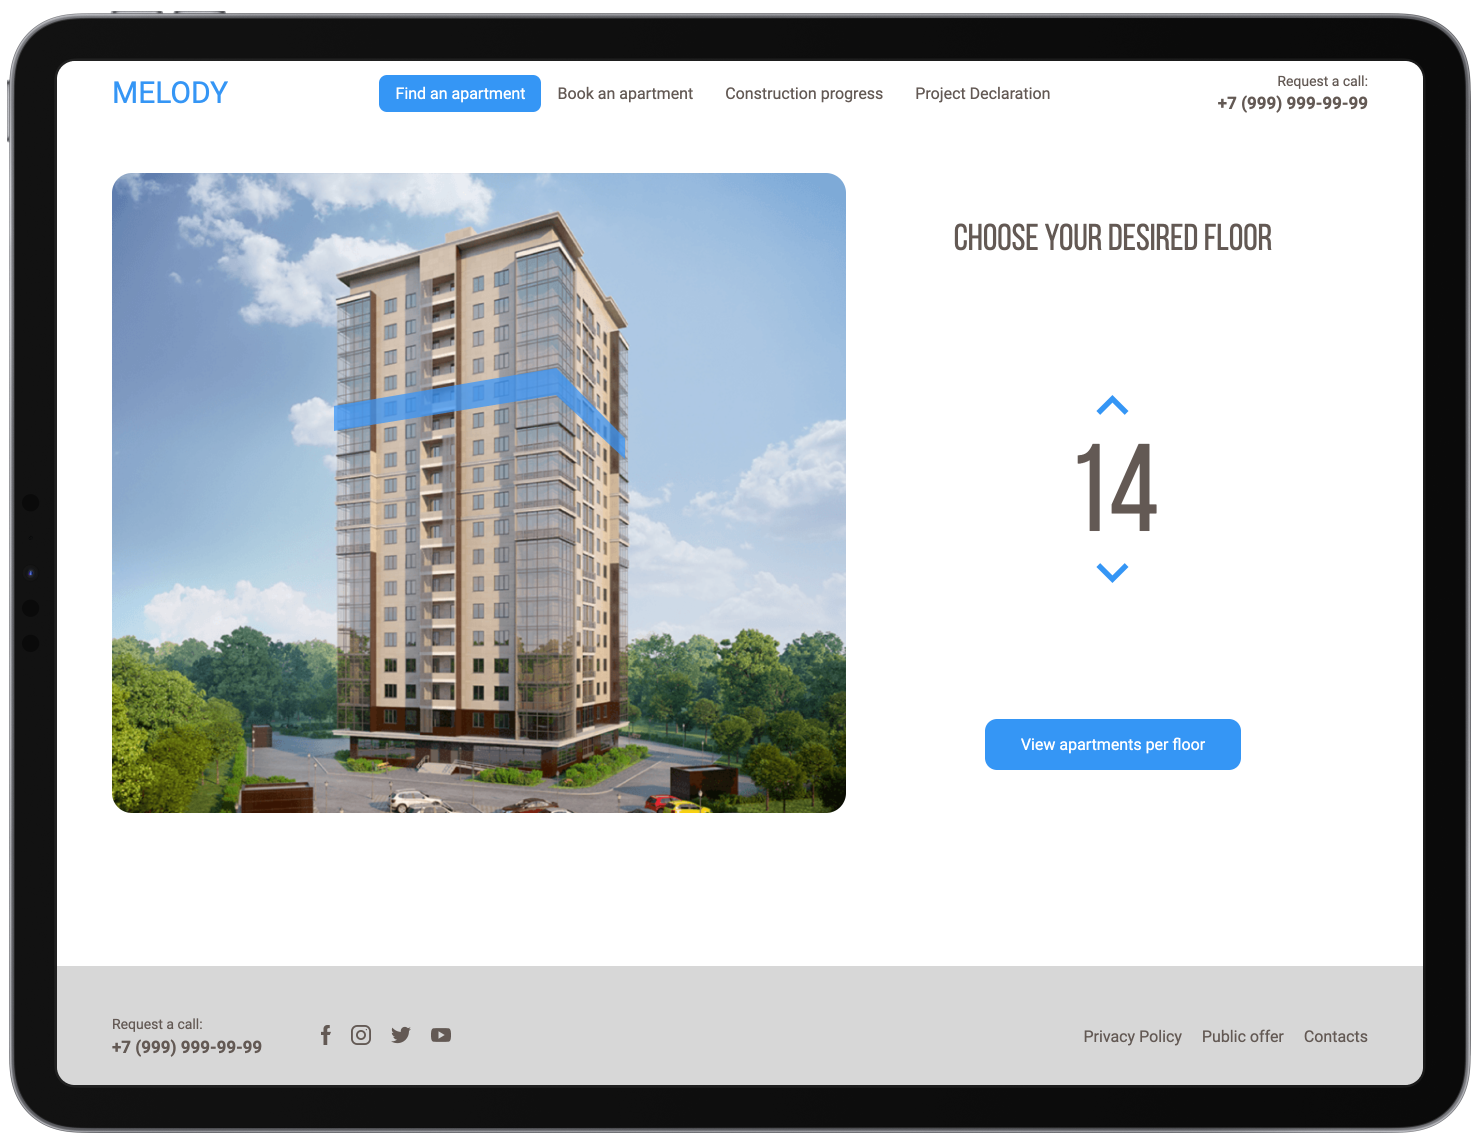 MELODY
Find an apartment
Book an apartment
Construction progress
Project Declaration
Request a call:
+7 (999) 999-99-99
CHOOSE YOUR DESIRED FLOOR
14
View apartments per floor
Request a call:
+7 (999) 999-99-99
Privacy Policy
Public offer
Contacts